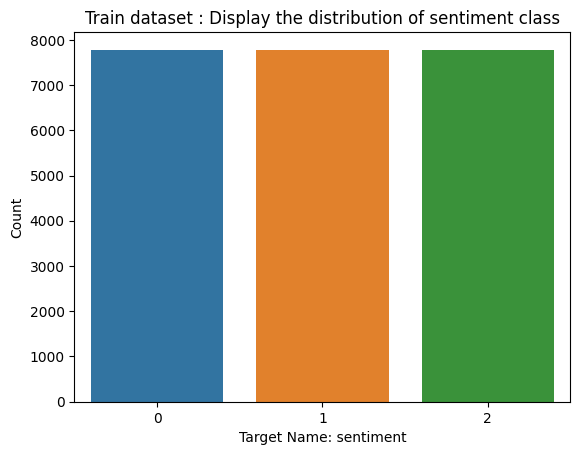 Train dataset : Display the distribution of sentiment class
8000
7000
6000
5000
4000
3000
2000
1000
0
Count
0 1 2
Target Name: sentiment